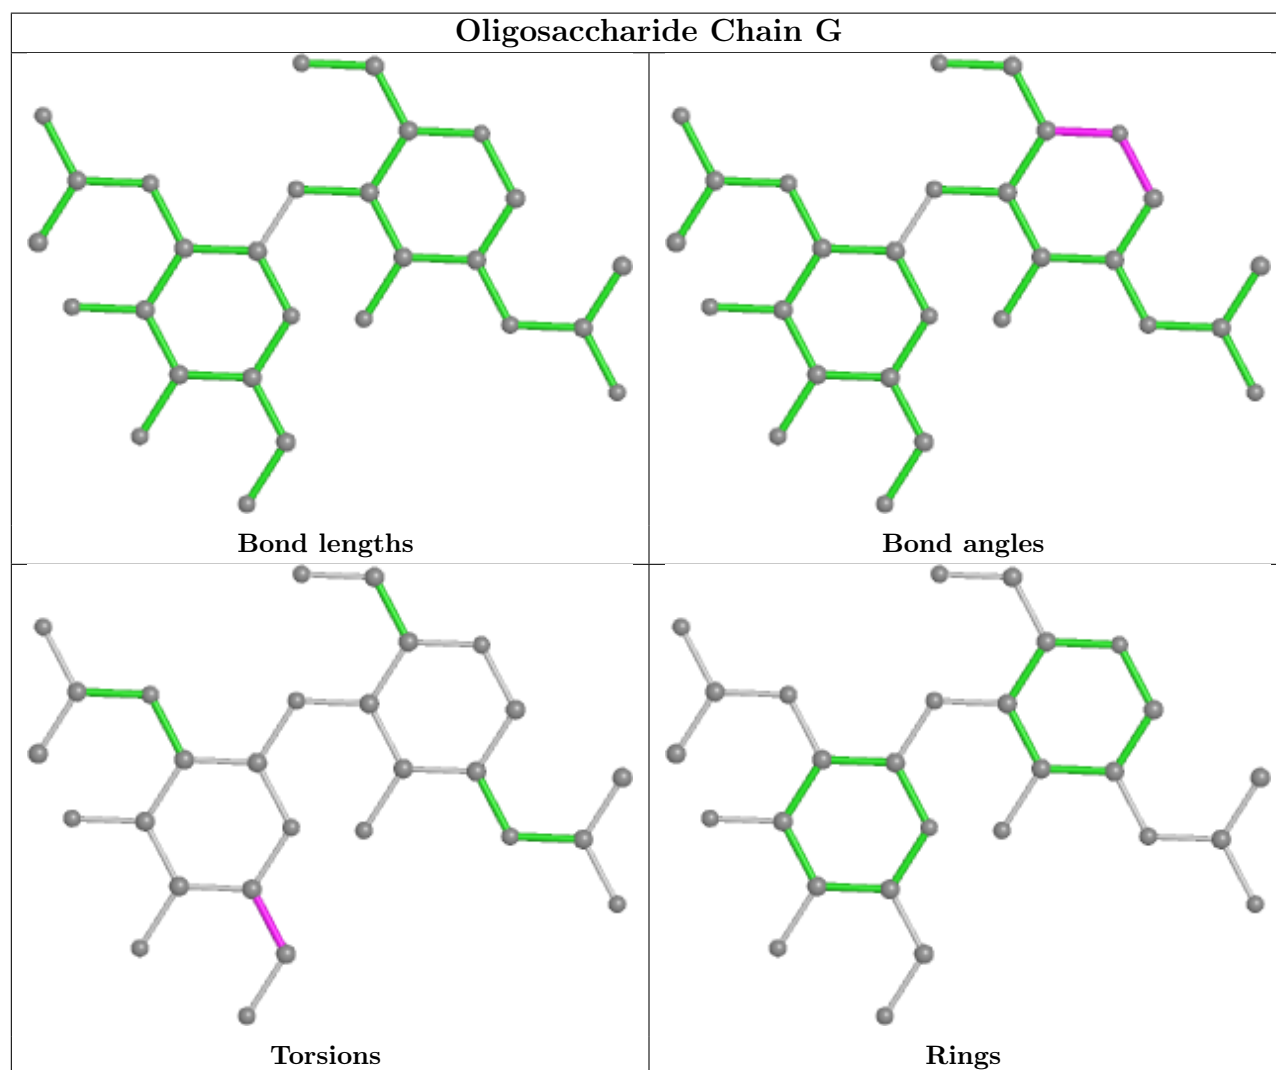 Oligosaccharide Chain G
Bond lengths
Bond angles
Torsions
Rings